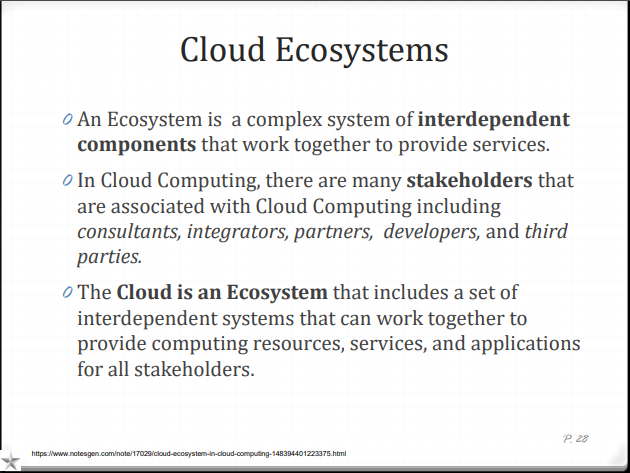 Cloud Ecosystems
An Ecosystem is a complex system of interdependent
components that work together to provide services.
In Cloud Computing, there are many stakeholders that
are associated with Cloud Computing including
consultants, integrators, partners, developers, and third
parties.
The Cloud is an Ecosystem that includes a set of
interdependent systems that can work together to
provide computing resources, services, and applications
for all stakeholders.
P. 28
https://www.notesgen.com/note/17029/cloud-ecosystem-in-cloud-computing-148394401223375.html